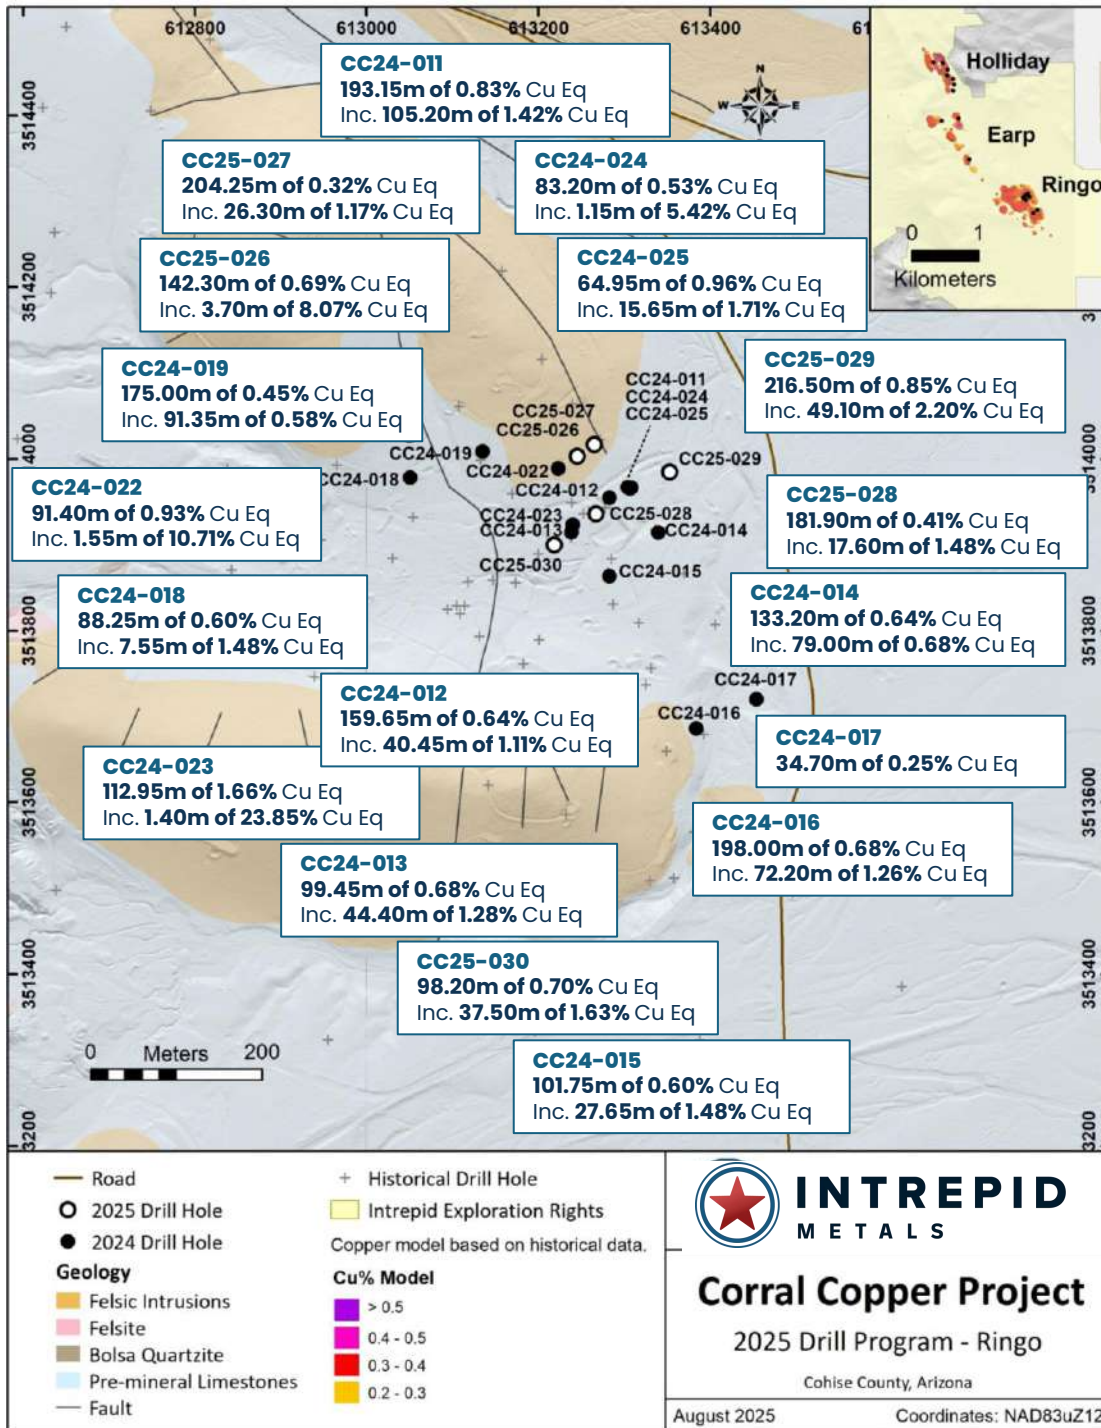 612800
613000
613200
613400
61
CC24-011
193.15m of 0.83% Cu Eq
Inc. 105.20m of 1.42% Cu Eq
N
W
E
S
Holliday
Earp
Ringo
0 1
Kilometers
3514400
CC25-027
204.25m of 0.32% Cu Eq
Inc. 26.30m of 1.17% Cu Eq
CC24-024
83.20m of 0.53% Cu Eq
Inc. 1.15m of 5.42% Cu Eq
CC25-026
142.30m of 0.69% Cu Eq
Inc. 3.70m of 8.07% Cu Eq
CC24-025
64.95m of 0.96% Cu Eq
Inc. 15.65m of 1.71% Cu Eq
3514200
CC24-019
175.00m of 0.45% Cu Eq
Inc. 91.35m of 0.58% Cu Eq
CC25-029
216.50m of 0.85% Cu Eq
Inc. 49.10m of 2.20% Cu Eq
CC24-011
CC24-024
CC24-025
CC25-027
CC25-026
CC24-019
CC24-022
CC24-018
CC24-012
CC25-029
CC24-023
CC24-013
CC25-028
CC24-014
CC25-030
CC24-015
4000
3514000
CC24-022
91.40m of 0.93% Cu Eq
Inc. 1.55m of 10.71% Cu Eq
CC25-028
181.90m of 0.41% Cu Eq
Inc. 17.60m of 1.48% Cu Eq
CC24-018
88.25m of 0.60% Cu Eq
Inc. 7.55m of 1.48% Cu Eq
CC24-014
133.20m of 0.64% Cu Eq
Inc. 79.00m of 0.68% Cu Eq
3513800
3513800
CC24-017
CC24-016
CC24-012
159.65m of 0.64% Cu Eq
Inc. 40.45m of 1.11% Cu Eq
CC24-017
34.70m of 0.25% Cu Eq
CC24-023
112.95m of 1.66% Cu Eq
Inc. 1.40m of 23.85% Cu Eq
3513600
3513600
CC24-016
198.00m of 0.68% Cu Eq
Inc. 72.20m of 1.26% Cu Eq
CC24-013
99.45m of 0.68% Cu Eq
Inc. 44.40m of 1.28% Cu Eq
CC25-030
98.20m of 0.70% Cu Eq
Inc. 37.50m of 1.63% Cu Eq
3513400
3513400
0 Meters 200
CC24-015
101.75m of 0.60% Cu Eq
Inc. 27.65m of 1.48% Cu Eq
3200
3200
Road
2025 Drill Hole
2024 Drill Hole
Geology
Felsic Intrusions
Felsite
Bolsa Quartzite
Pre-mineral Limestones
Fault
Historical Drill Hole
Intrepid Exploration Rights
Copper model based on historical data.
Cu% Model
> 0.5
0.4 - 0.5
0.3 - 0.4
0.2 - 0.3
INTREPID
METALS
Corral Copper Project
2025 Drill Program - Ringo
Cohise County, Arizona
August 2025 Coordinates: NAD83uZ12